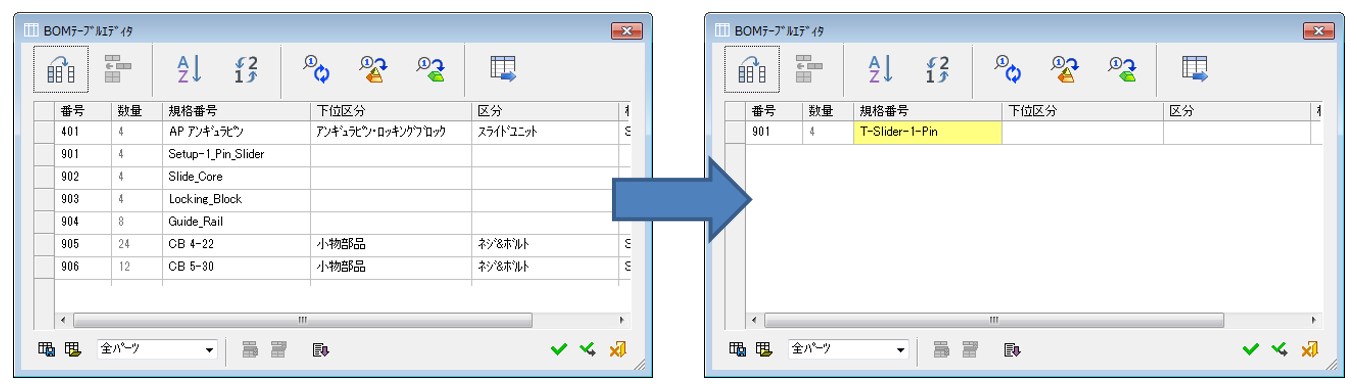 BOMﾃｰﾌﾞﾙｴﾃﾞｨﾀ
番号 数量 規格番号 下位区分 区分
401 4 AP ｱﾝｷﾞｭﾗﾋﾟﾝ ｱﾝｷﾞｭﾗﾋﾟﾝ･ロｯｷﾝｸﾞﾌﾞﾛｯｸ ｽﾗｲﾄﾞﾕﾆｯﾄ S
901 4 Setup-1_Pin_Slider
902 4 Slide_Core
903 4 Locking_Block
904 8 Guide_Rail
905 24 CB 4-22 小物部品 ﾈｼﾞ&ﾎﾞﾙﾄ S
906 12 CB 5-30 小物部品 ﾈｼﾞ&ﾎﾞﾙﾄ S
全ﾊﾟｰﾂ
BOMﾃｰﾌﾞﾙｴﾃﾞｨﾀ
番号 数量 規格番号 下位区分 区分
901 4 T-Slider-1-Pin
全ﾊﾟｰﾂ